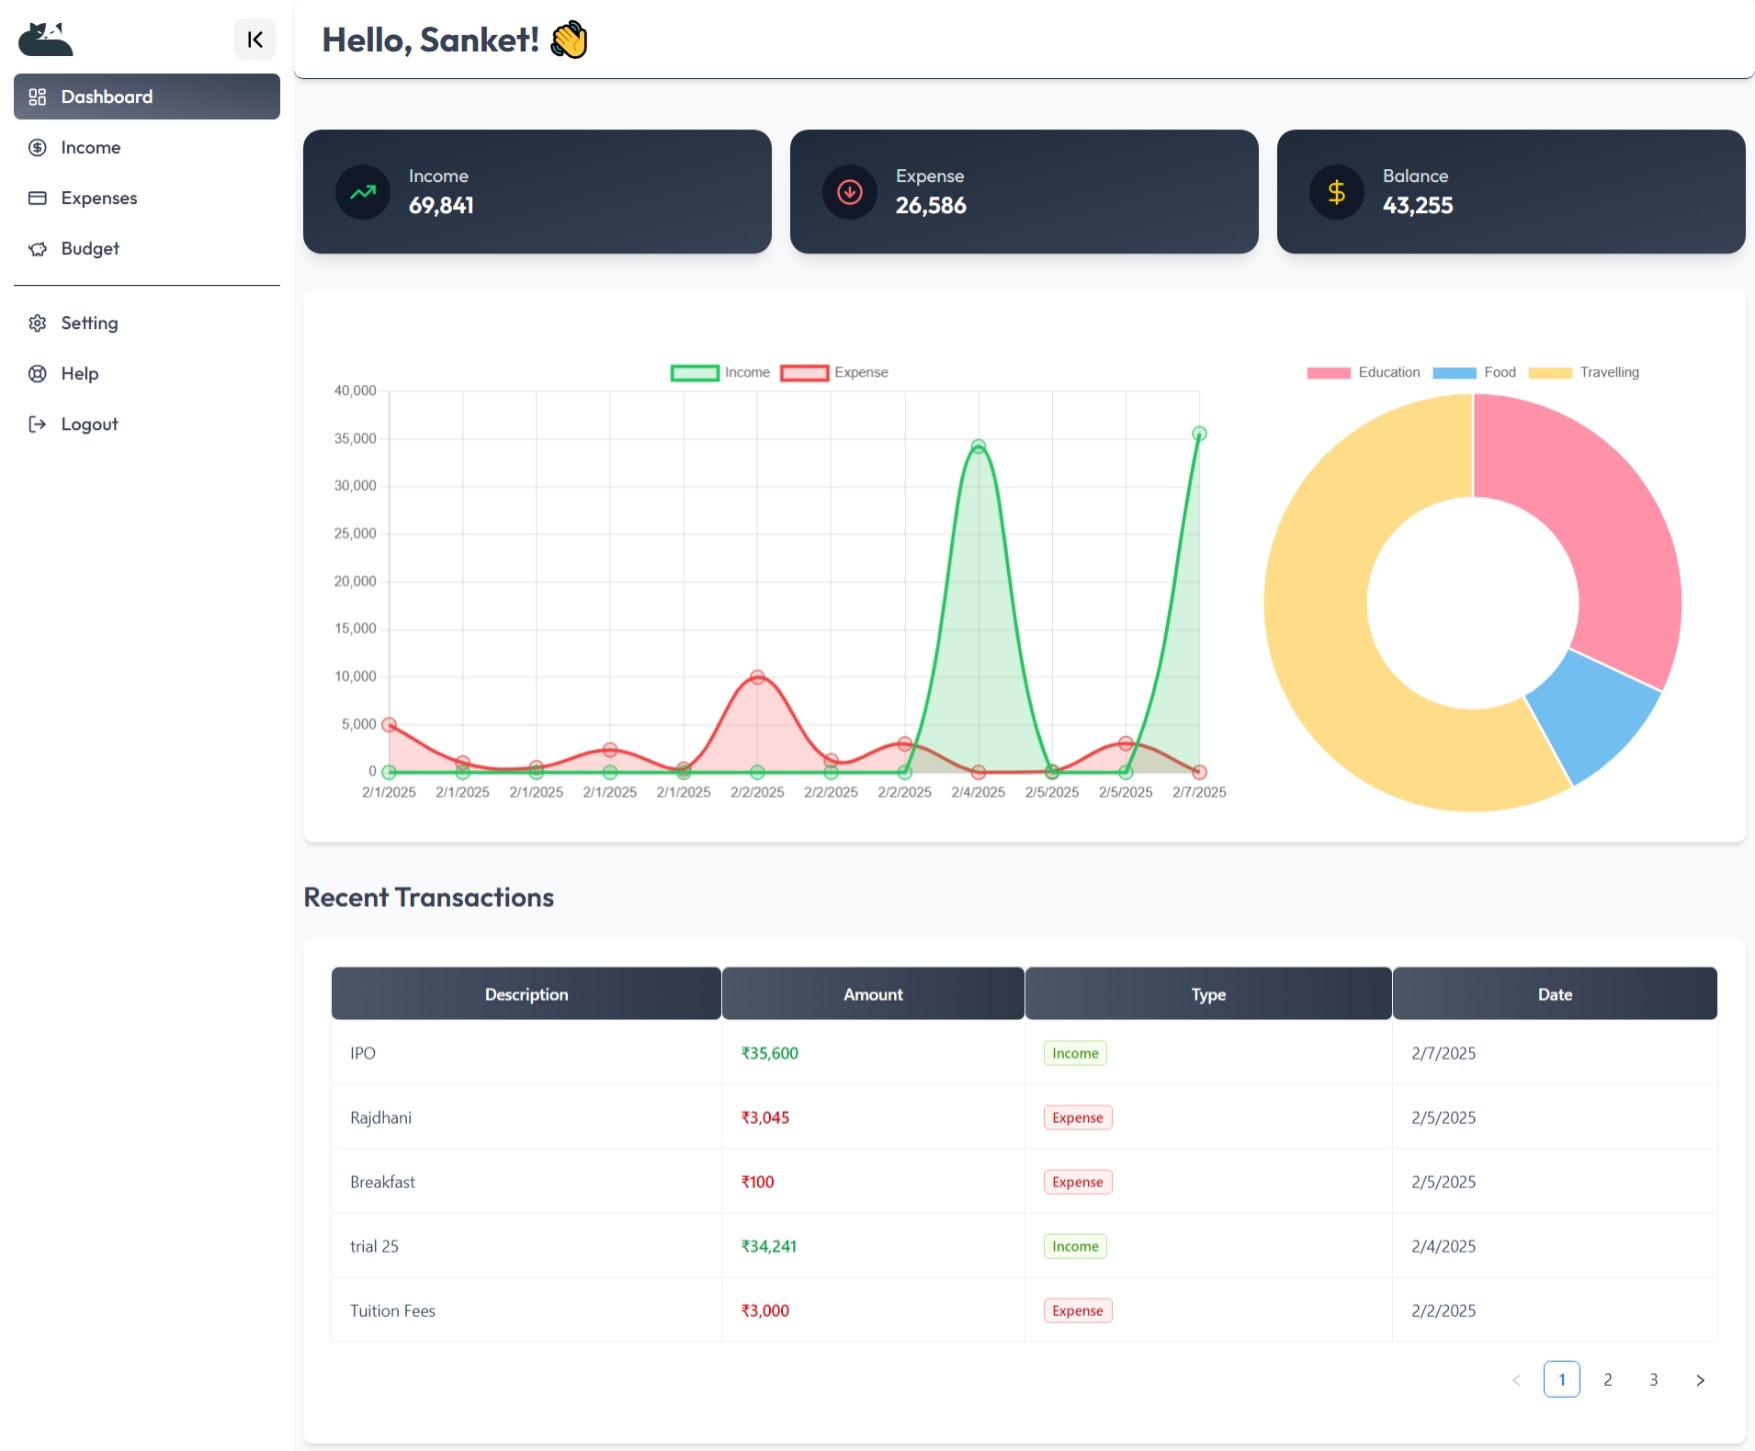 Hello, Sanket! 👋
Dashboard
Income
Expenses
Budget
Setting
Help
Logout
Income
69,841
Expense
26,586
Balance
43,255
Income Expense
40,000
35,000
30,000
25,000
20,000
15,000
10,000
5,000
0
2/1/2025 2/1/2025 2/1/2025 2/1/2025 2/1/2025 2/2/2025 2/2/2025 2/2/2025 2/4/2025 2/5/2025 2/5/2025 2/7/2025
Education Food Travelling
Recent Transactions
Description Amount Type Date
IPO ₹35,600 Income 2/7/2025
Rajdhani ₹3,045 Expense 2/5/2025
Breakfast ₹100 Expense 2/5/2025
trial 25 ₹34,241 Income 2/4/2025
Tuition Fees ₹3,000 Expense 2/2/2025
< 1 2 3 >